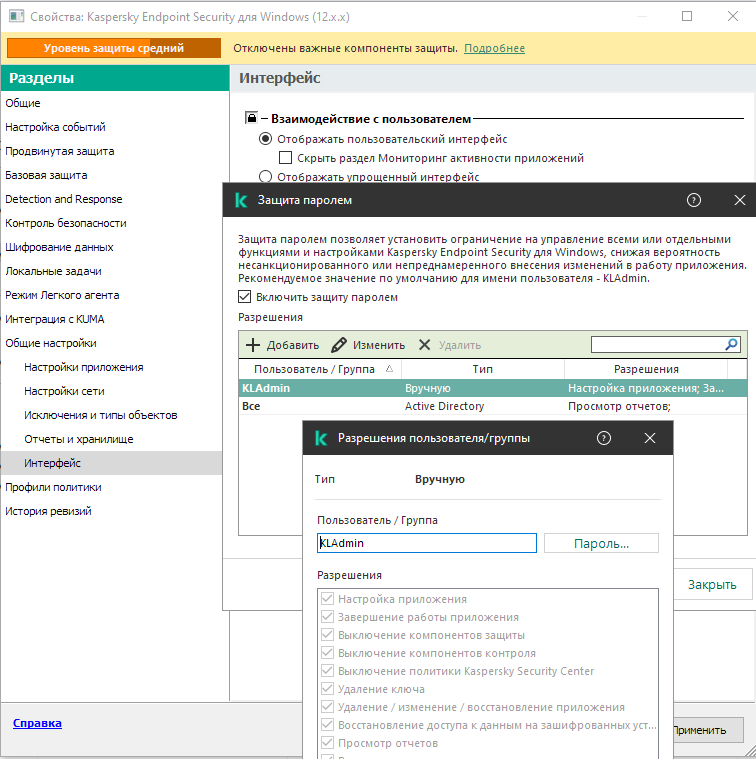 Свойства: Kaspersky Endpoint Security для Windows (12.x.x)
Уровень защиты средний
Отключены важные компоненты защиты. Подробнее
Разделы
Общие
Настройка событий
Продвинутая защита
Базовая защита
Detection and Response
Контроль безопасности
Шифрование данных
Локальные задачи
Режим Легкого агента
Интеграция с KUMA
Общие настройки
Настройки приложения
Настройки сети
Исключения и типы объектов
Отчеты и хранилище
Интерфейс
Профили политики
История ревизий
Справка
Интерфейс
Взаимодействие с пользователем
Отображать пользовательский интерфейс
Скрыть раздел Мониторинг активности приложений
Отображать упрощенный интерфейс
Защита паролем
Защита паролем позволяет установить ограничение на управление всеми или отдельными
функциями и настройками Kaspersky Endpoint Security для Windows, снижая вероятность
несанкционированного или непреднамеренного внесения изменений в работу приложения.
Рекомендуемое значение по умолчанию для имени пользователя - KLAdmin.
Включить защиту паролем
Разрешения
Добавить Изменить Удалить
Пользователь / Группа Тип Разрешения
KLAdmin Вручную Настройка приложения; За...
Все Active Directory Просмотр отчетов;
Разрешения пользователя/группы
Тип Вручную
Пользователь / Группа
KLAdmin Пароль...
Разрешения
Настройка приложения
Завершение работы приложения
Выключение компонентов защиты
Выключение компонентов контроля
Выключение политики Kaspersky Security Center
Удаление ключа
Удаление / изменение / восстановление приложения
Восстановление доступа к данным на зашифрованных уст...
Просмотр отчетов
Закрыть
Применить